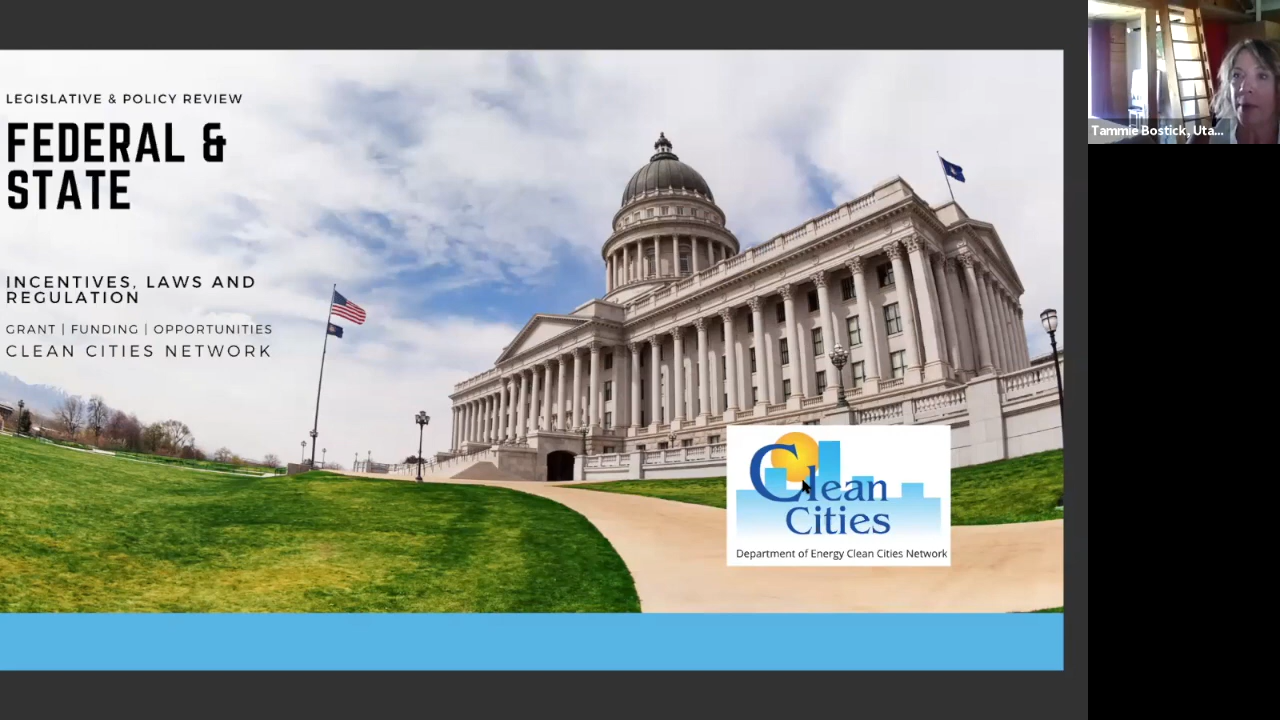 LEGISLATIVE & POLICY REVIEW
FEDERAL &
STATE
INCENTIVES, LAWS AND
REGULATION
GRANT | FUNDING | OPPORTUNITIES
CLEAN CITIES NETWORK
Clean
Cities
Department of Energy Clean Cities Network
Tammie Bostick, Uta...